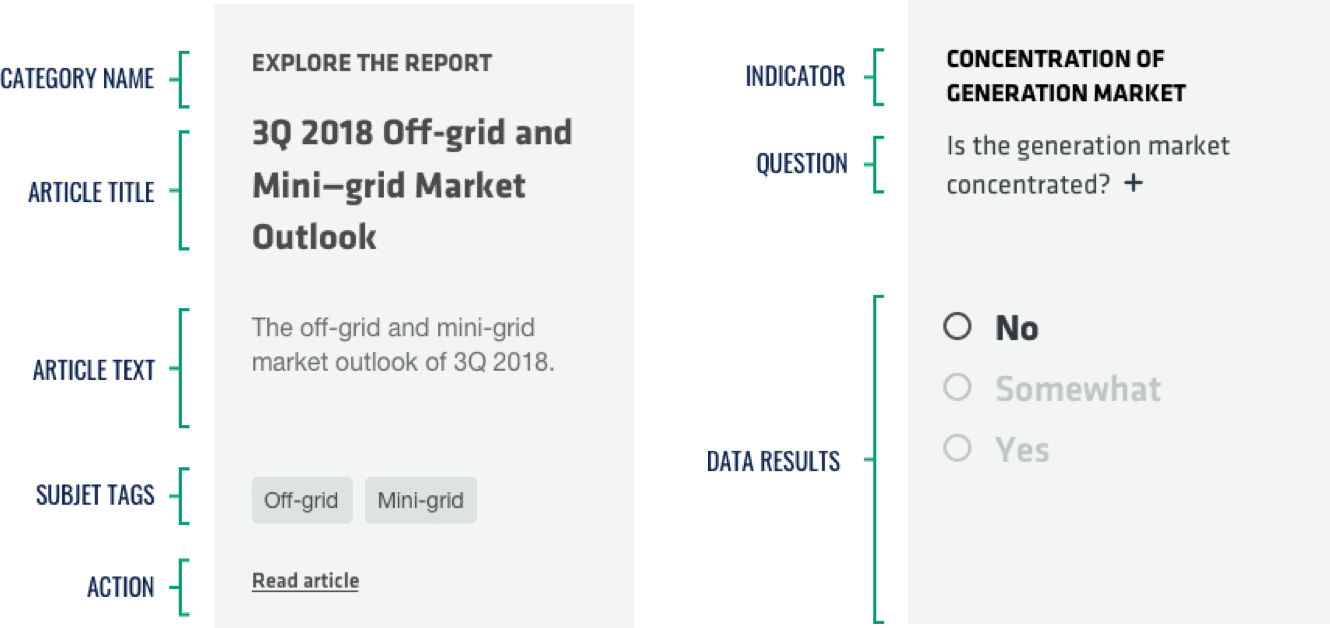 CATEGORY NAME
EXPLORE THE REPORT
ARTICLE TITLE
3Q 2018 Off-grid and
Mini–grid Market
Outlook
ARTICLE TEXT
The off-grid and mini-grid
market outlook of 3Q 2018.
SUBJET TAGS
Off-grid
Mini-grid
ACTION
Read article
INDICATOR
CONCENTRATION OF
GENERATION MARKET
QUESTION
Is the generation market
concentrated? +
DATA RESULTS
No
Somewhat
Yes